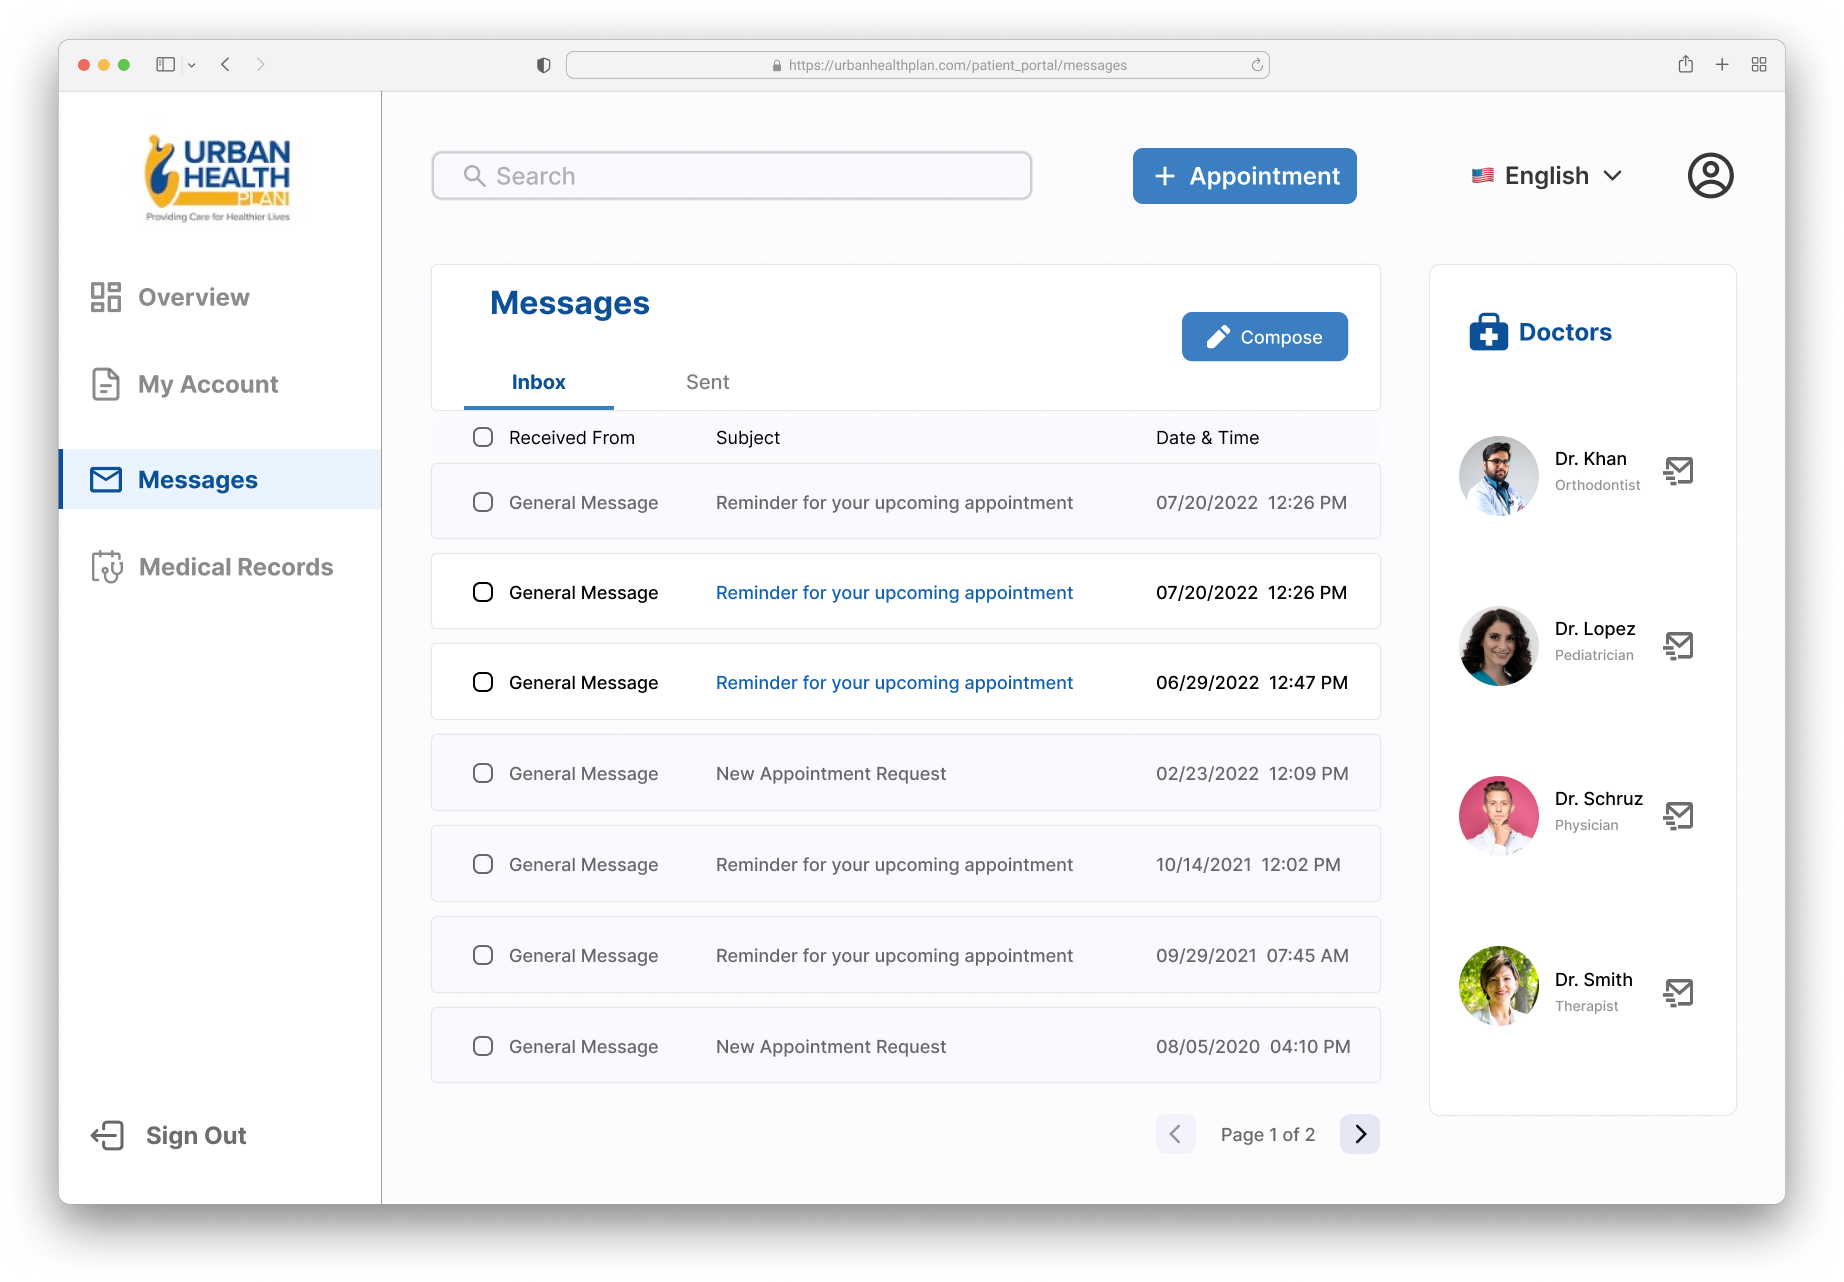 https://urbanhealthplan.com/patient_portal/messages
URBAN
HEALTH
PLAN
Providing Care for Healthier Lives
Search
+ Appointment
English
Overview
My Account
Messages
Medical Records
Sign Out
Messages
Compose
Inbox Sent
Received From Subject Date & Time
General Message Reminder for your upcoming appointment 07/20/2022 12:26 PM
General Message Reminder for your upcoming appointment 07/20/2022 12:26 PM
General Message Reminder for your upcoming appointment 06/29/2022 12:47 PM
General Message New Appointment Request 02/23/2022 12:09 PM
General Message Reminder for your upcoming appointment 10/14/2021 12:02 PM
General Message Reminder for your upcoming appointment 09/29/2021 07:45 AM
General Message New Appointment Request 08/05/2020 04:10 PM
Page 1 of 2
Doctors
Dr. Khan
Orthodontist
Dr. Lopez
Pediatrician
Dr. Schruz
Physician
Dr. Smith
Therapist